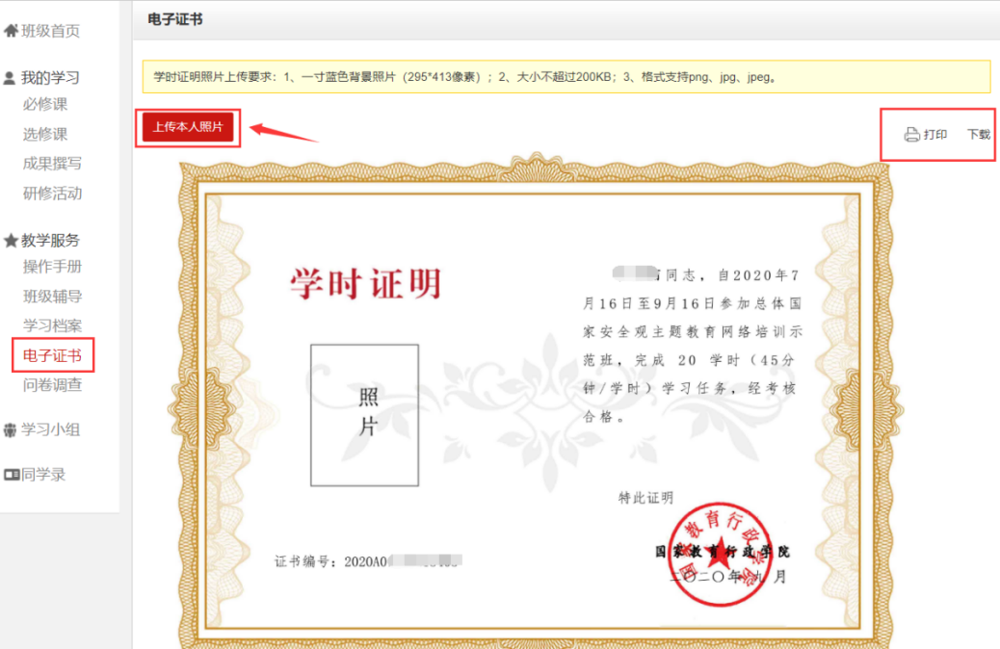 班级首页
我的学习
必修课
选修课
成果撰写
研修活动
教学服务
操作手册
班级辅导
学习档案
电子证书
问卷调查
学习小组
同学录
电子证书
学时证明照片上传要求：1、一寸蓝色背景照片（295*413像素）；2、大小不超过200KB；3、格式支持png、jpg、jpeg。
上传本人照片
打印 下载
学时证明
照
片
同志，自2020年7
月16日至9月16日参加总体国
家安全观主题教育网络培训示
范班，完成 20 学时（45分
钟/学时）学习任务，经考核
合格。
特此证明
国家教育行政学院
国家教育行政学院
二〇二〇年九月
证书编号：2020A0